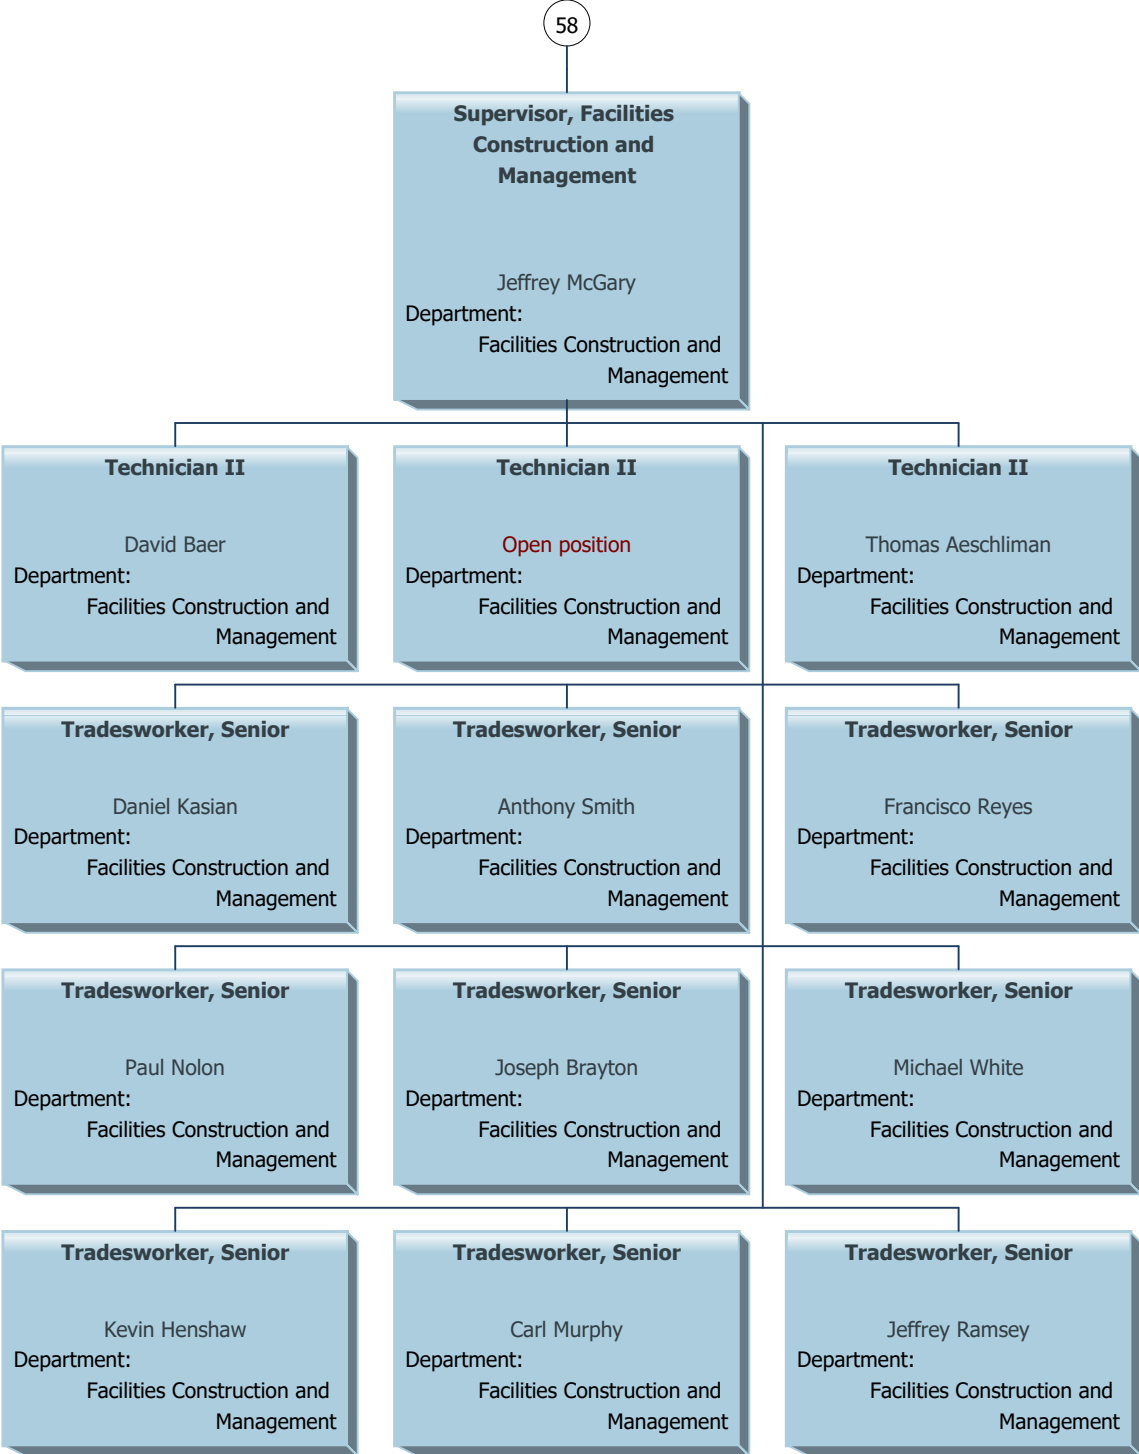 58
Supervisor, Facilities
Construction and
Management
Jeffrey McGary
Department:
Facilities Construction and
Management
Technician II
David Baer
Department:
Facilities Construction and
Management
Technician II
Open position
Department:
Facilities Construction and
Management
Technician II
Thomas Aeschliman
Department:
Facilities Construction and
Management
Tradesworker, Senior
Daniel Kasian
Department:
Facilities Construction and
Management
Tradesworker, Senior
Anthony Smith
Department:
Facilities Construction and
Management
Tradesworker, Senior
Francisco Reyes
Department:
Facilities Construction and
Management
Tradesworker, Senior
Paul Nolon
Department:
Facilities Construction and
Management
Tradesworker, Senior
Joseph Brayton
Department:
Facilities Construction and
Management
Tradesworker, Senior
Michael White
Department:
Facilities Construction and
Management
Tradesworker, Senior
Kevin Henshaw
Department:
Facilities Construction and
Management
Tradesworker, Senior
Carl Murphy
Department:
Facilities Construction and
Management
Tradesworker, Senior
Jeffrey Ramsey
Department:
Facilities Construction and
Management